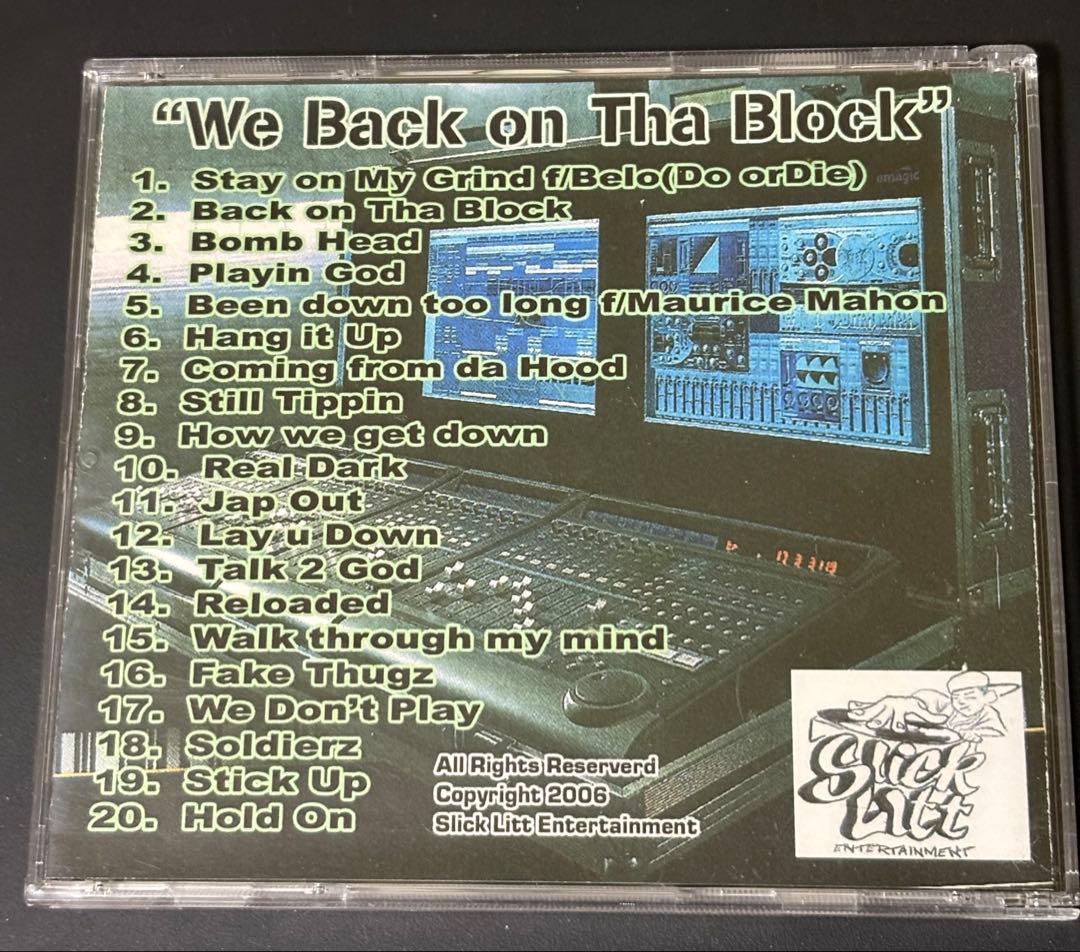 “We Back on Tha Block”
1. Stay on My Grind f/Belo(Do orDie)
2. Back on Tha Block
3. Bomb Head
4. Playin God
5. Been down too long f/Maurice Mahon
6. Hang it Up
7. Coming from da Hood
8. Still Tippin
9. How we get down
10. Real Dark
11. Jap Out
12. Lay u Down
13. Talk 2 God
14. Reloaded
15. Walk through my mind
16. Fake Thugz
17. We Don't Play
18. Soldierz
19. Stick Up
20. Hold On
All Rights Reserverd
Copyright 2006
Slick Litt Entertainment
emagic
Slick
Litt
ENTERTAINMENT